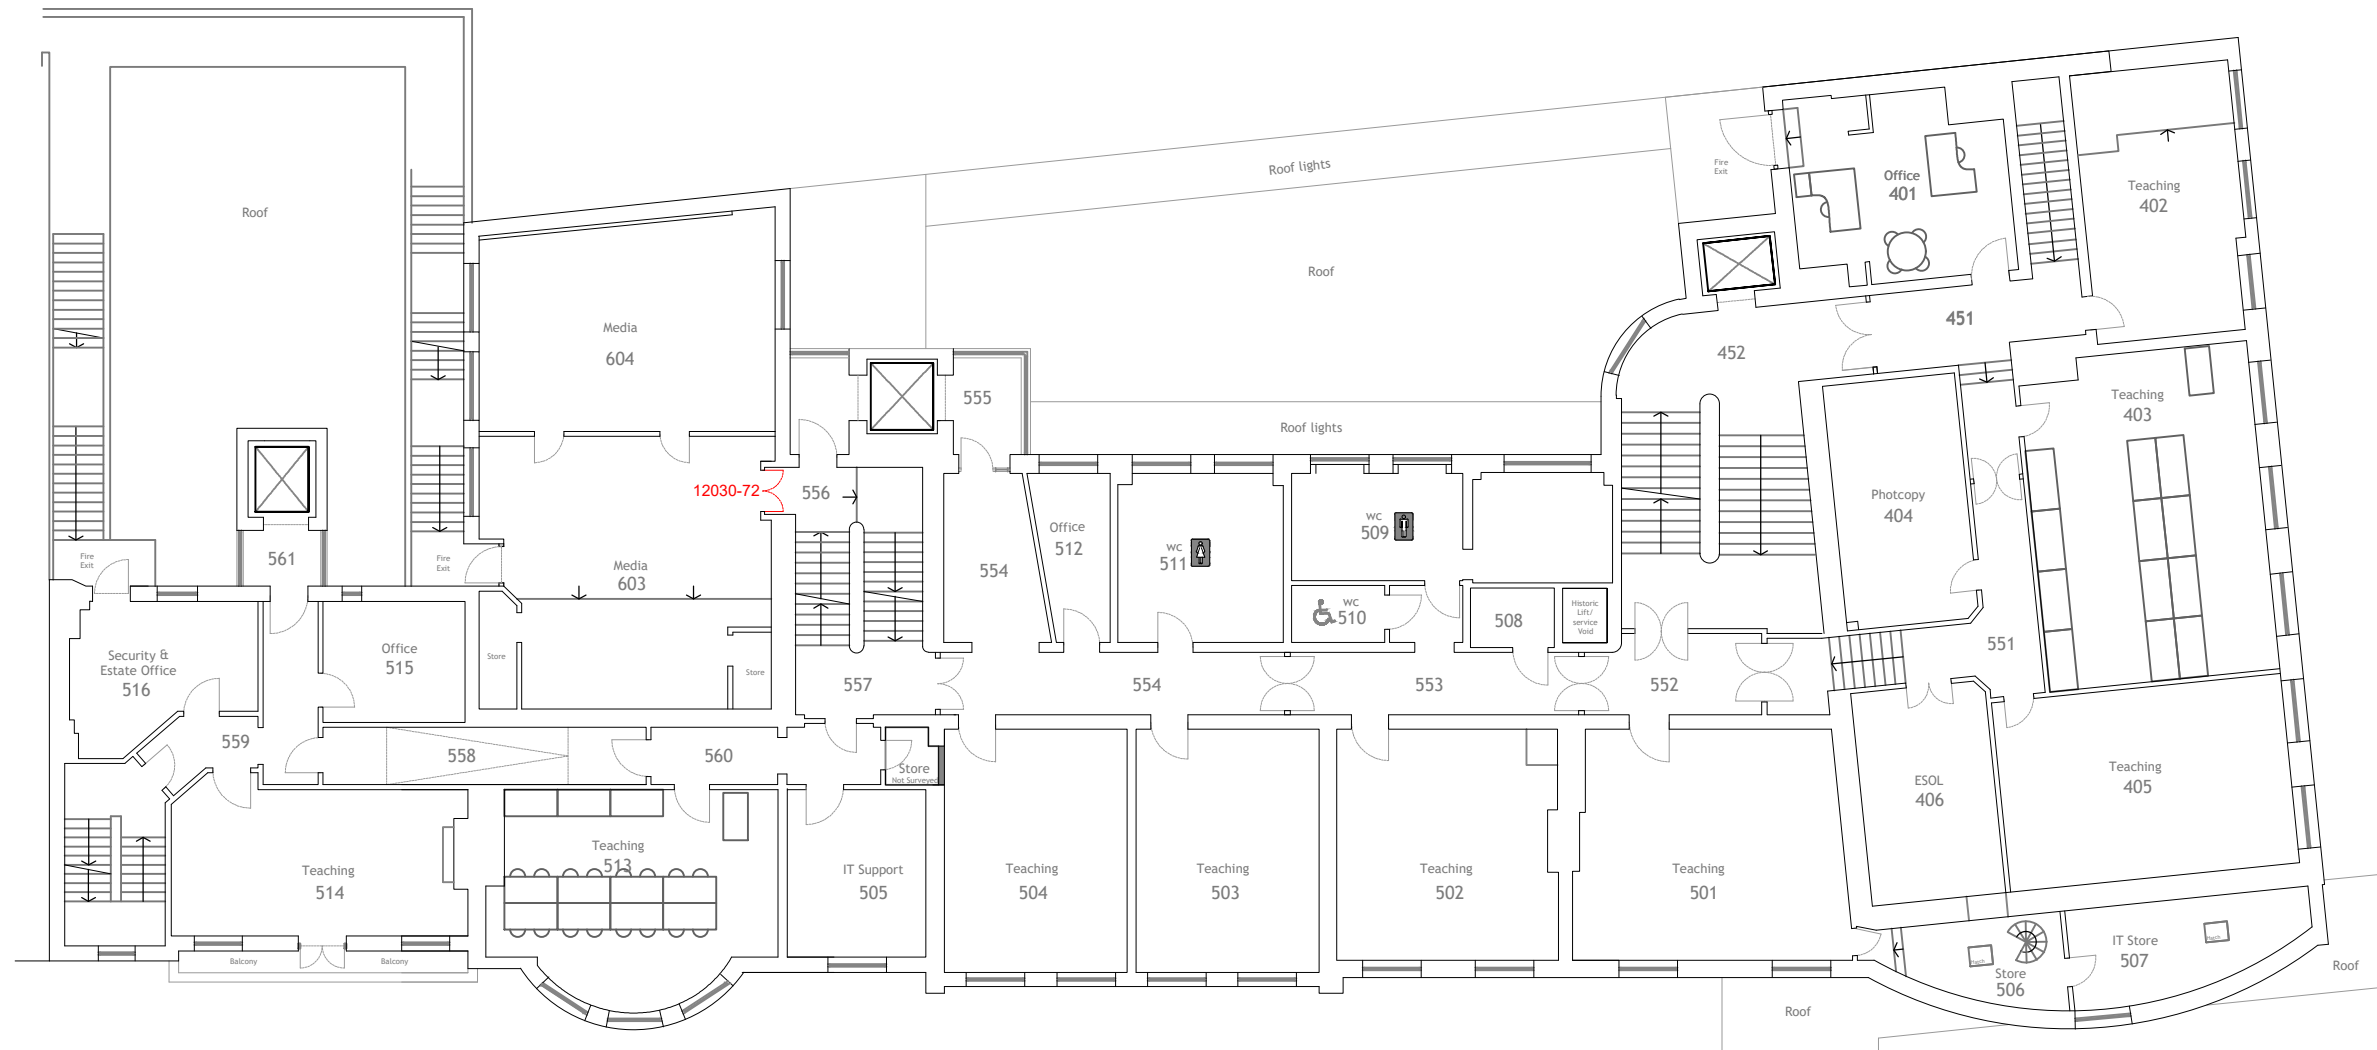 Roof
Roof lights
Roof
Roof lights
Fire
Exit
Office
401
Teaching
402
451
452
Media
604
555
Teaching
403
12030-72
556
Photcopy
404
Fire
Exit
561
Fire
Exit
Media
603
554
Office
512
wc
511
wc
509
wc
510
508
Historic
Lift/
service
Void
551
Security &
Estate Office
516
Office
515
Store
Store
557
554
553
552
559
558
560
Store
Not Surveyed
Teaching
514
Teaching
513
IT Support
505
Teaching
504
Teaching
503
Teaching
502
Teaching
501
ESOL
406
Teaching
405
Balcony
Balcony
Store
506
IT Store
507
Roof
Roof